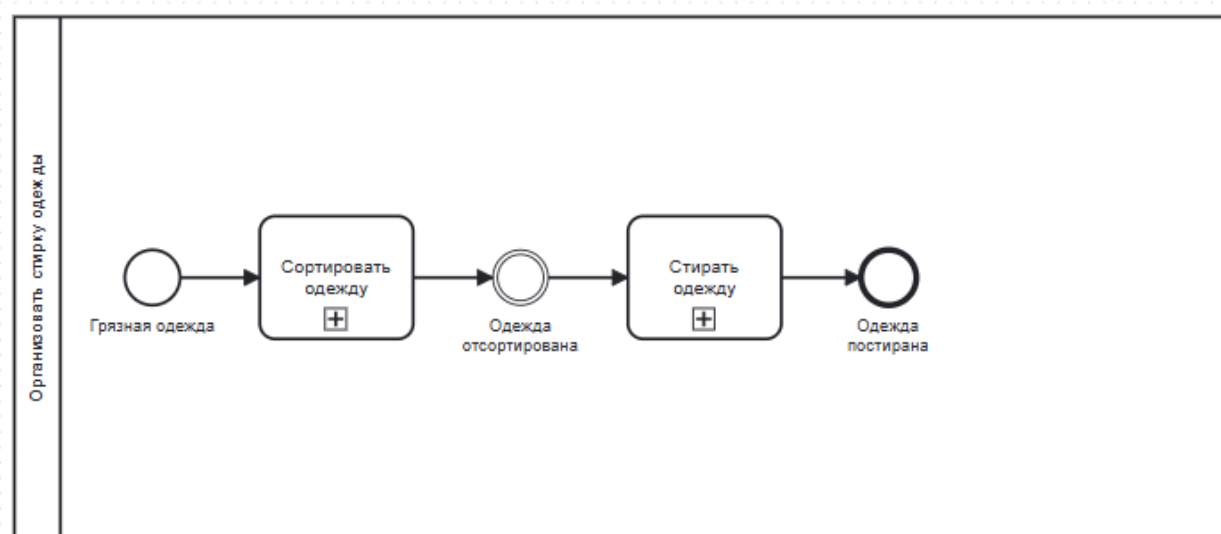 Организовать стирку одежды
Грязная одежда
Сортировать
одежду
Одежда
отсортирована
Стирать
одежду
Одежда
постирана